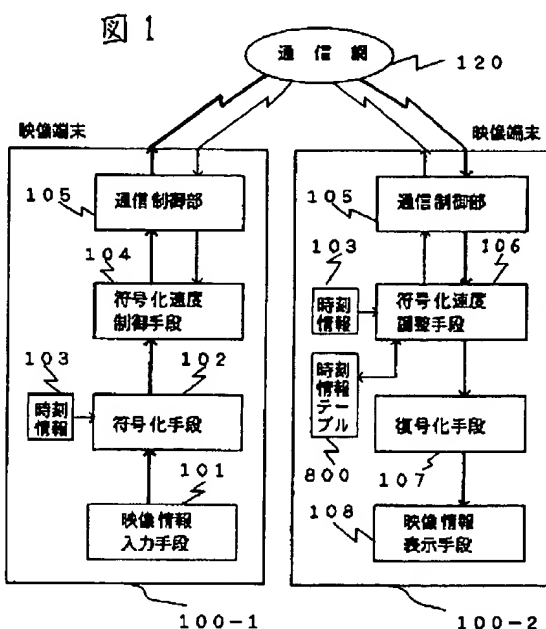 図1
通信網
120
映像端末
映像端末
105
通信制御部
105
通信制御部
106
104
103
符号化速度
制御手段
時刻
情報
符号化速度
調整手段
103
102
時刻
情報
符号化手段
時刻
情報
テー
ブル
復号化手段
101
800
107
映像情報
入力手段
108
映像情報
表示手段
100-1
100-2